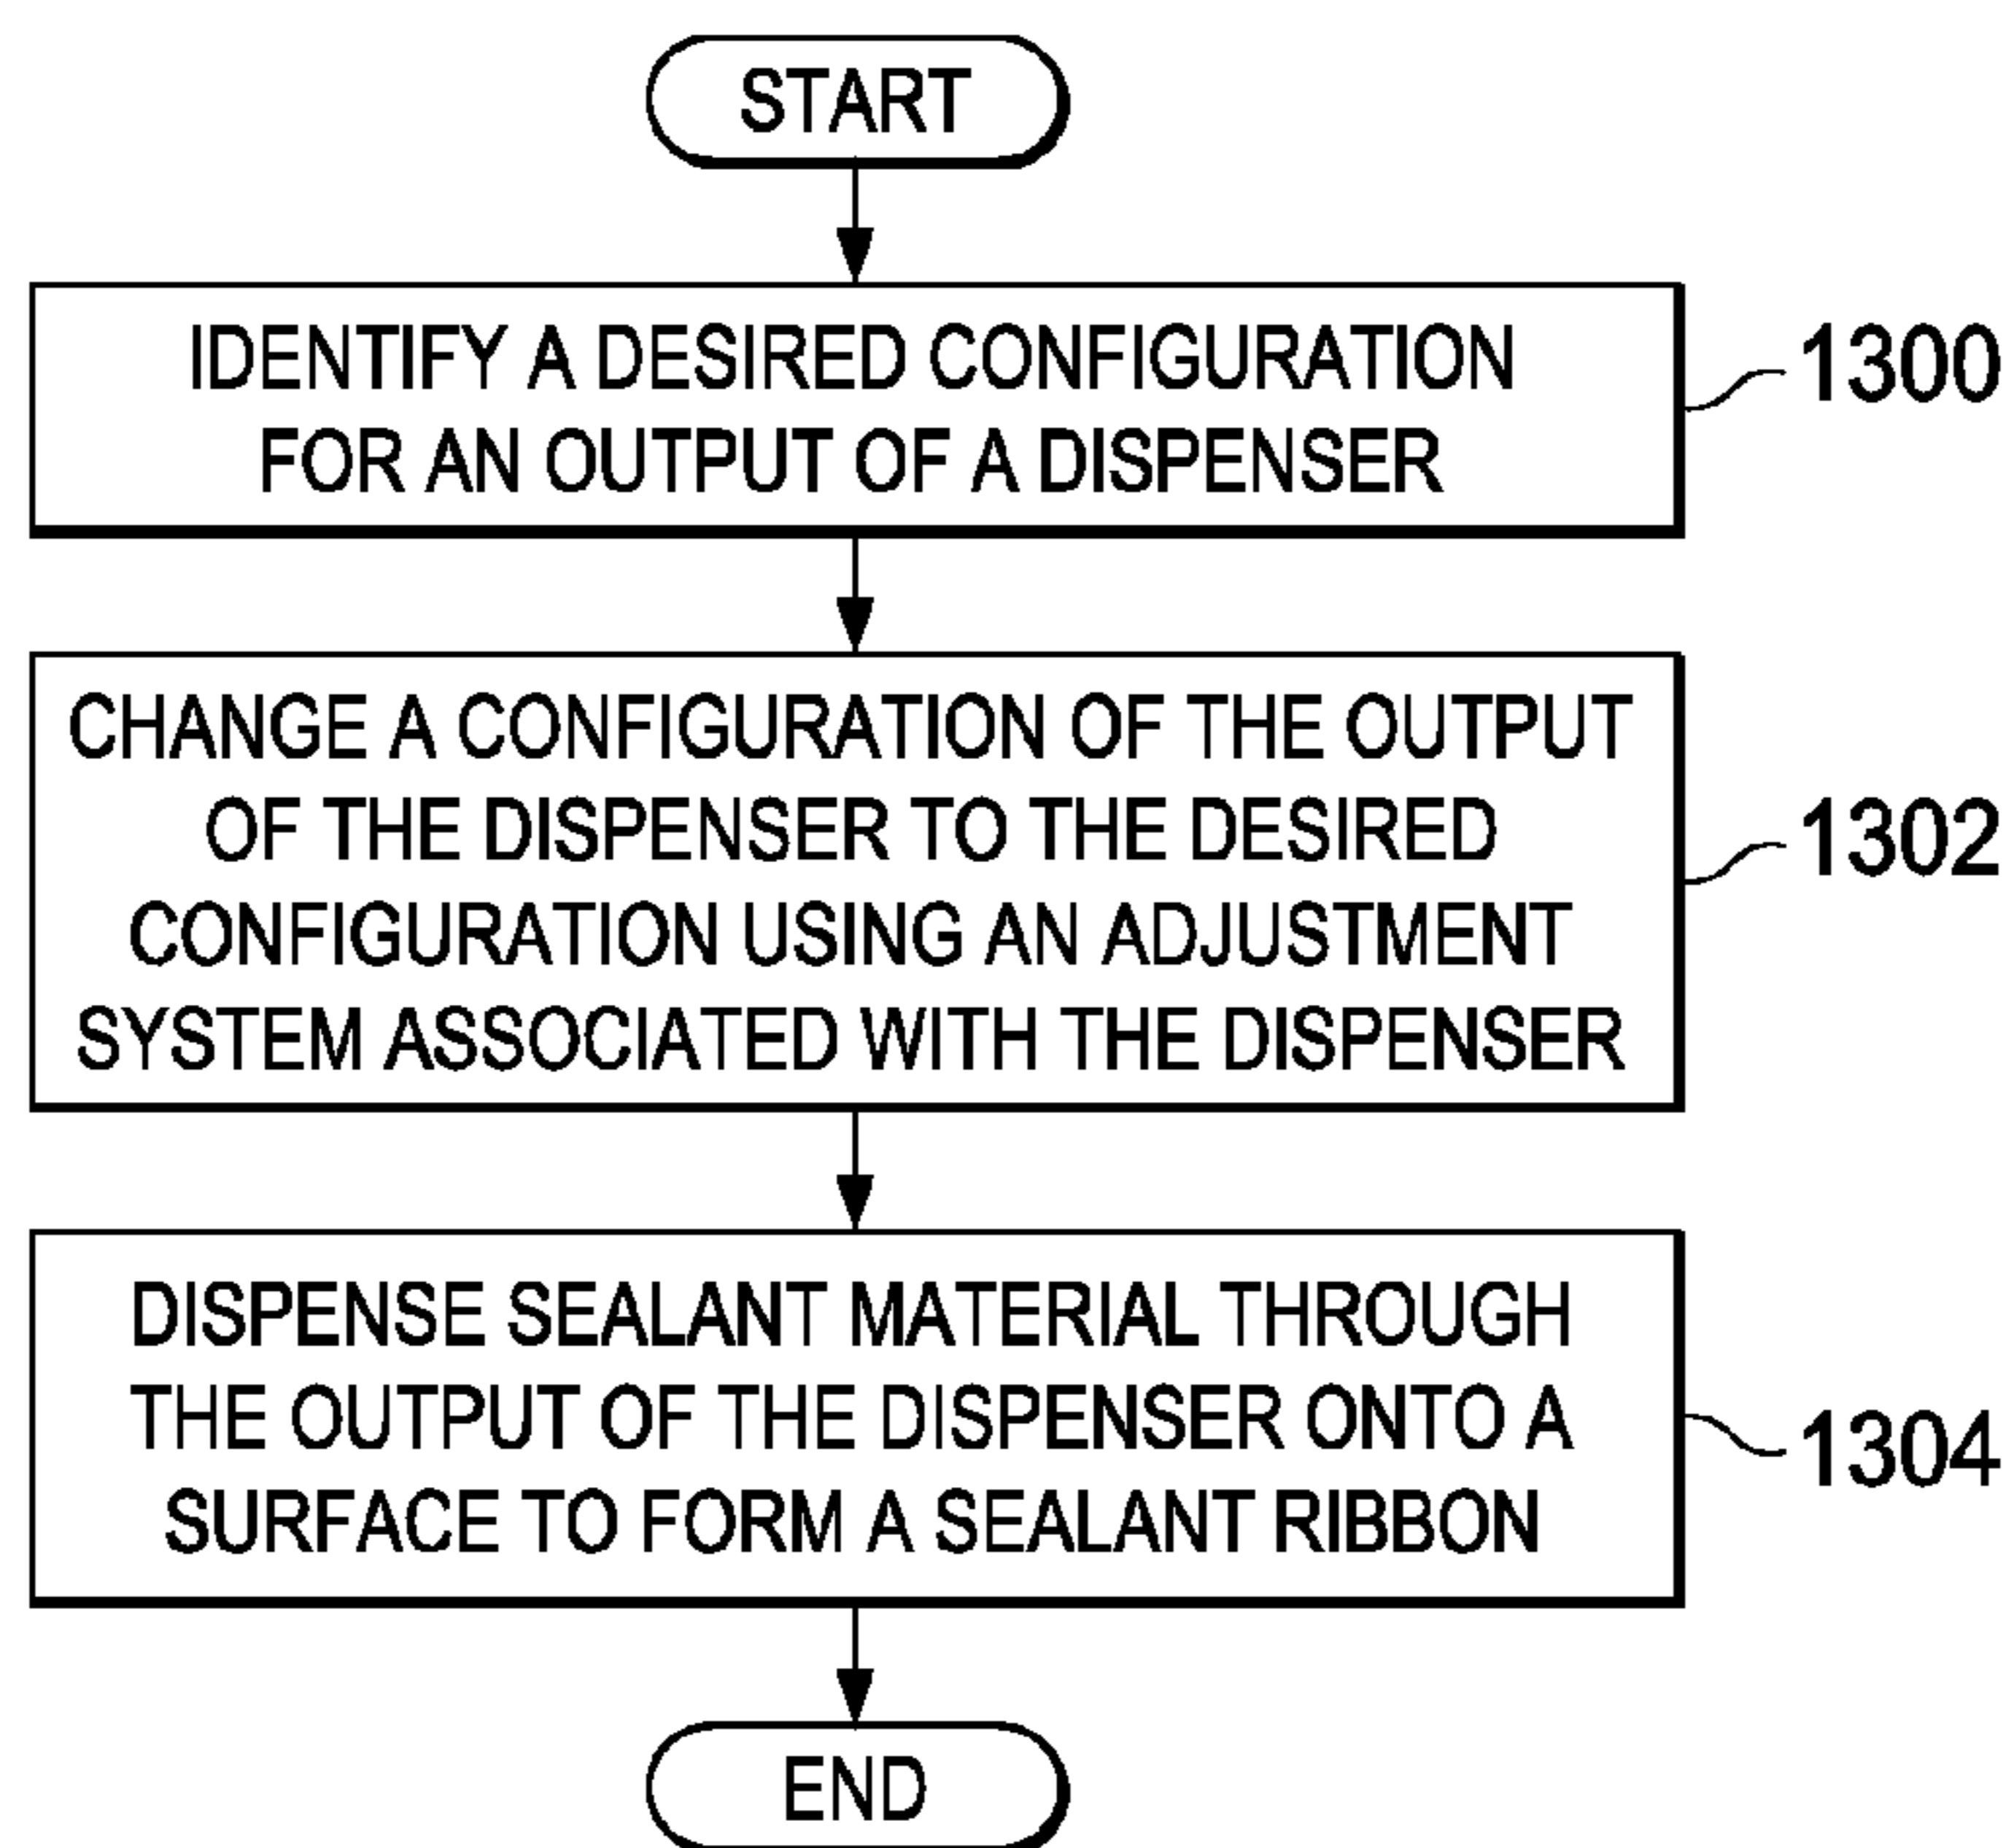 START
IDENTIFY A DESIRED CONFIGURATION
FOR AN OUTPUT OF A DISPENSER
1300
CHANGE A CONFIGURATION OF THE OUTPUT
OF THE DISPENSER TO THE DESIRED
CONFIGURATION USING AN ADJUSTMENT
SYSTEM ASSOCIATED WITH THE DISPENSER
1302
DISPENSE SEALANT MATERIAL THROUGH
THE OUTPUT OF THE DISPENSER ONTO A
SURFACE TO FORM A SEALANT RIBBON
1304
END